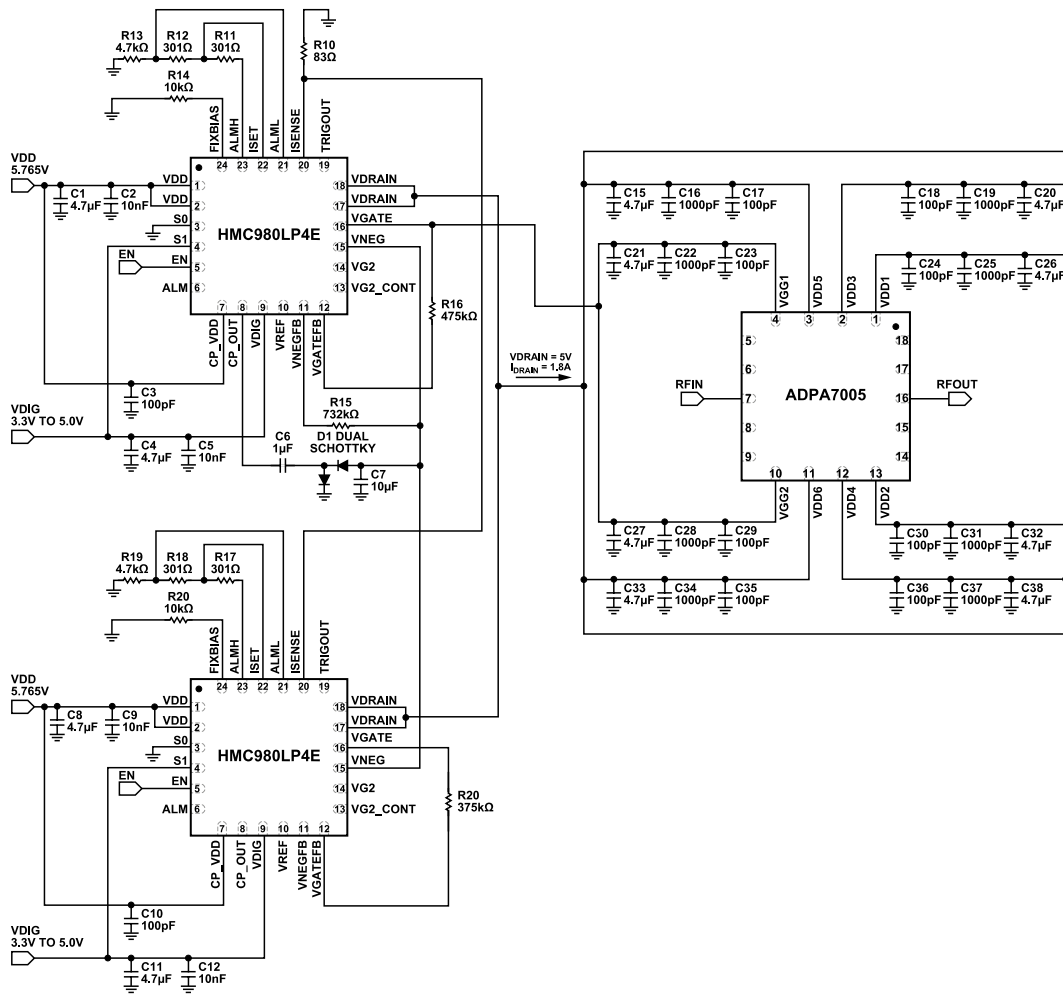 R13
4.7kΩ
R12
301Ω
R11
301Ω
R10
83Ω
R14
10kΩ
FIXBIAS
ALMH
ISET
ALML
ISENSE
TRIGOUT
24
23
22
21
20
19
VDD
5.765V
C1
4.7µF
C2
10nF
VDD
1
VDD
2
S0
3
S1
4
EN
EN
5
ALM
6
HMC980LP4E
18
VDRAIN
17
VDRAIN
16
VGATE
15
VNEG
14
VG2
13
VG2_CONT
7
8
9
10
11
12
CP_VDD
CP_OUT
VDIG
VREF
VNEGFB
VGATEFB
R16
475kΩ
C3
100pF
VDIG
3.3V TO 5.0V
C4
4.7µF
C5
10nF
R15
732kΩ
D1 DUAL
SCHOTTKY
C6
1µF
C7
10µF
VDRAIN = 5V
IDRAIN = 1.8A
C15
4.7µF
C16
1000pF
C17
100pF
C18
100pF
C19
1000pF
C20
4.7µF
C21
4.7µF
C22
1000pF
C23
100pF
C24
100pF
C25
1000pF
C26
4.7µF
VGG1
VDD5
VDD3
VDD1
4
3
2
1
5
6
7
8
9
RFIN
ADPA7005
18
17
16
15
14
RFOUT
10
11
12
13
VGG2
VDD6
VDD4
VDD2
C27
4.7µF
C28
1000pF
C29
100pF
C30
100pF
C31
1000pF
C32
4.7µF
C33
4.7µF
C34
1000pF
C35
100pF
C36
100pF
C37
1000pF
C38
4.7µF
R19
4.7kΩ
R18
301Ω
R17
301Ω
R20
10kΩ
FIXBIAS
ALMH
ISET
ALML
ISENSE
TRIGOUT
24
23
22
21
20
19
VDD
5.765V
C8
4.7µF
C9
10nF
VDD
1
VDD
2
S0
3
S1
4
EN
EN
5
ALM
6
HMC980LP4E
18
VDRAIN
17
VDRAIN
16
VGATE
15
VNEG
14
VG2
13
VG2_CONT
7
8
9
10
11
12
CP_VDD
CP_OUT
VDIG
VREF
VNEGFB
VGATEFB
R20
375kΩ
C10
100pF
VDIG
3.3V TO 5.0V
C11
4.7µF
C12
10nF